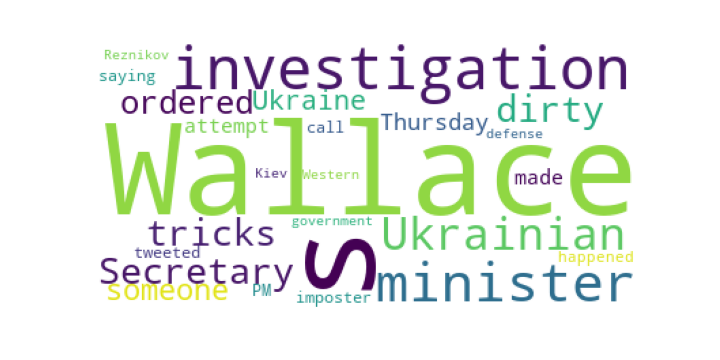 Reznikov
saying
investigation
ordered
Ukraine
dirty
attempt
call
Thursday
defense
Wallace
Kiev
Western
made
government
tricks
S
Ukrainian
tweeted
happened
Secretary
minister
someone
PM
imposter